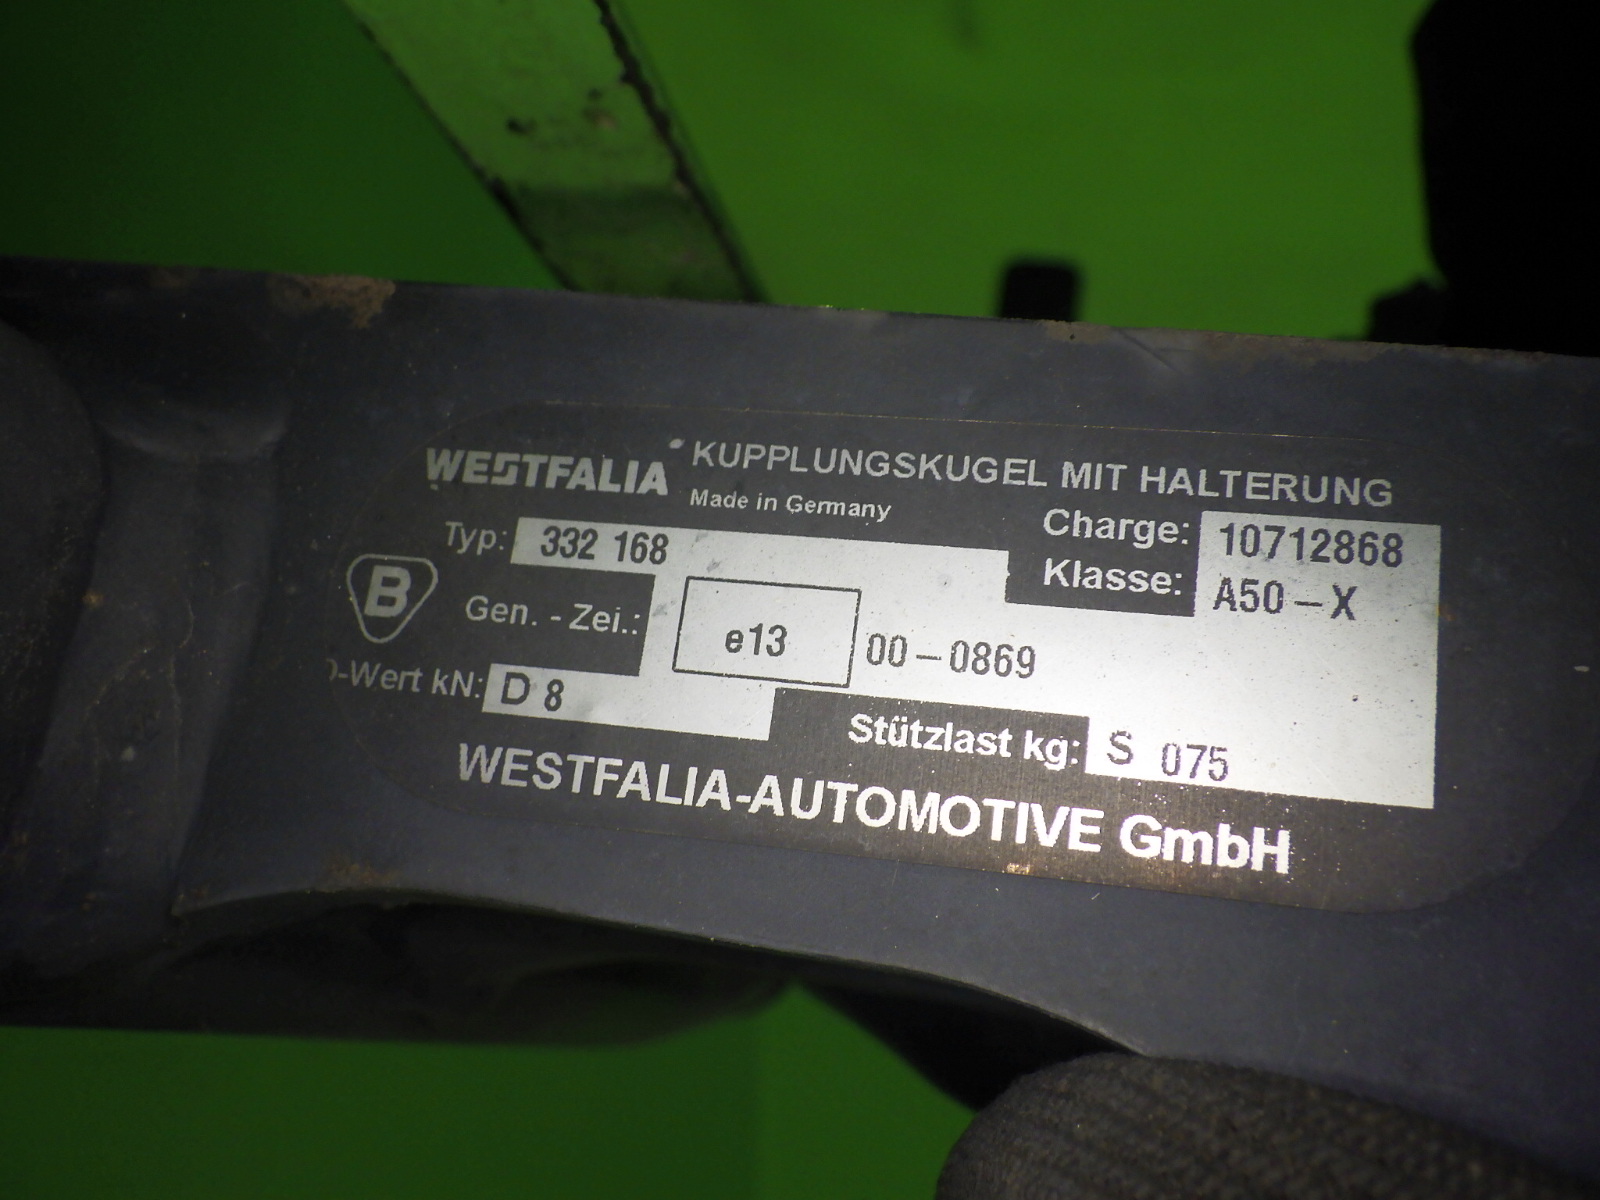 WESTFALIA KUPPLUNGSKUGEL MIT HALTERUNG
Made in Germany
Typ: 332 168
Charge: 10712868
Klasse: A50-X
B
Gen. - Zei.: e13 00-0869
D-Wert kN: D 8
Stützlast kg: S 075
WESTFALIA-AUTOMOTIVE GmbH